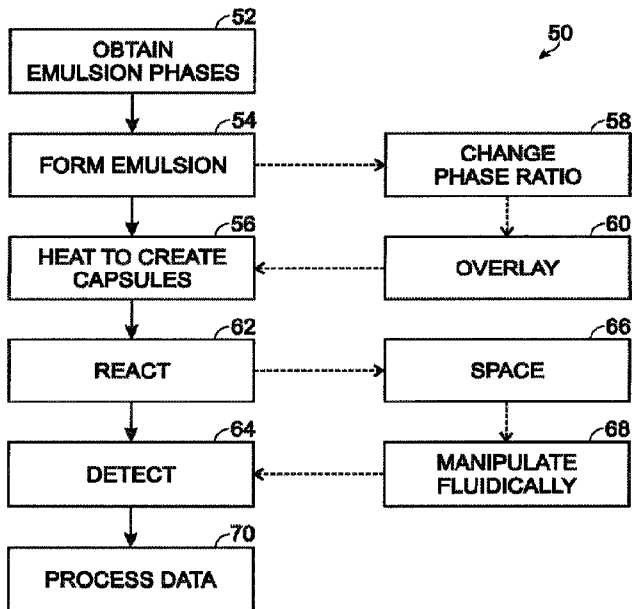 52
50
OBTAIN
EMULSION PHASES
54
58
FORM EMULSION
CHANGE
PHASE RATIO
56
60
HEAT TO CREATE
CAPSULES
OVERLAY
62
66
REACT
SPACE
64
68
DETECT
MANIPULATE
FLUIDICALLY
70
PROCESS DATA